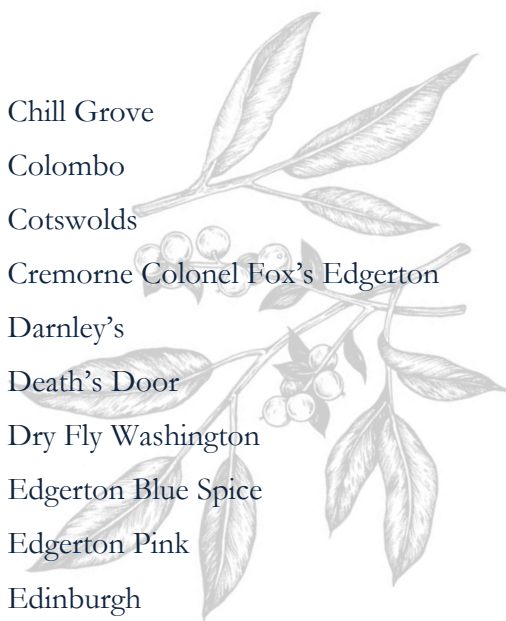 Chill Grove
Colombo
Cotswolds
Cremorne Colonel Fox’s Edgerton
Darnley’s
Death’s Door
Dry Fly Washington
Edgerton Blue Spice
Edgerton Pink
Edinburgh